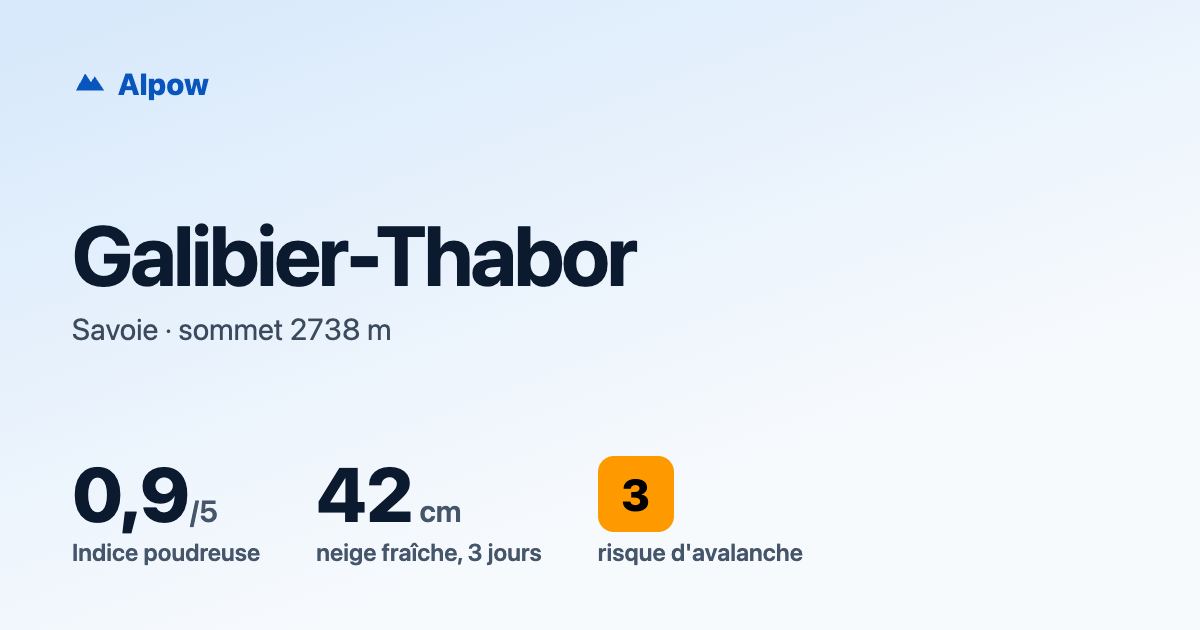 Alpow
Galibier-Thabor
Savoie · sommet 2738 m
0,9/5
Indice poudreuse
42 cm
neige fraîche, 3 jours
3
risque d'avalanche